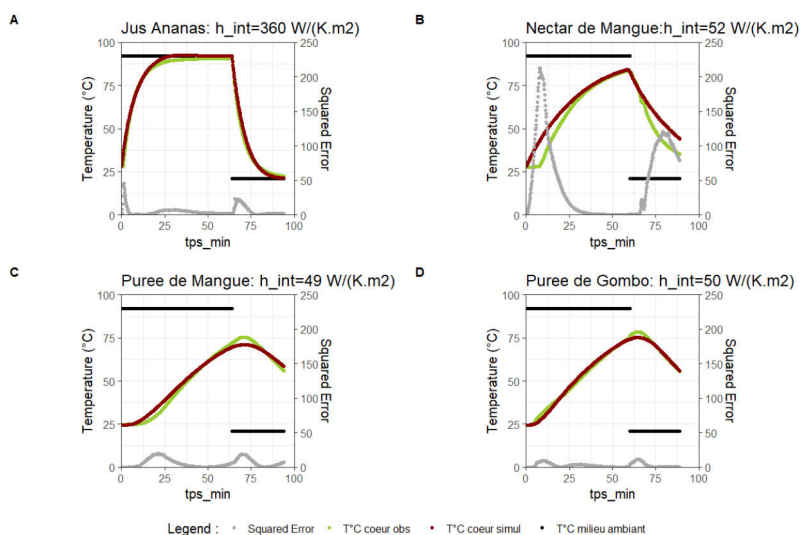 A
Jus Ananas: h_int=360 W/(K.m2)
Temperature (°C)
100
75
50
25
0
0 25 50 75 100
tps_min
250
200
150
100
50
0
Squared Error
B
Nectar de Mangue:h_int=52 W/(K.m2)
Temperature (°C)
100
75
50
25
0
0 25 50 75 100
tps_min
250
200
150
100
50
0
Squared Error
C
Puree de Mangue: h_int=49 W/(K.m2)
Temperature (°C)
100
75
50
25
0
0 25 50 75 100
tps_min
250
200
150
100
50
0
Squared Error
D
Puree de Gombo: h_int=50 W/(K.m2)
Temperature (°C)
100
75
50
25
0
0 25 50 75 100
tps_min
250
200
150
100
50
0
Squared Error
Legend : Squared Error T°C coeur obs T°C coeur simul T°C milieu ambiant